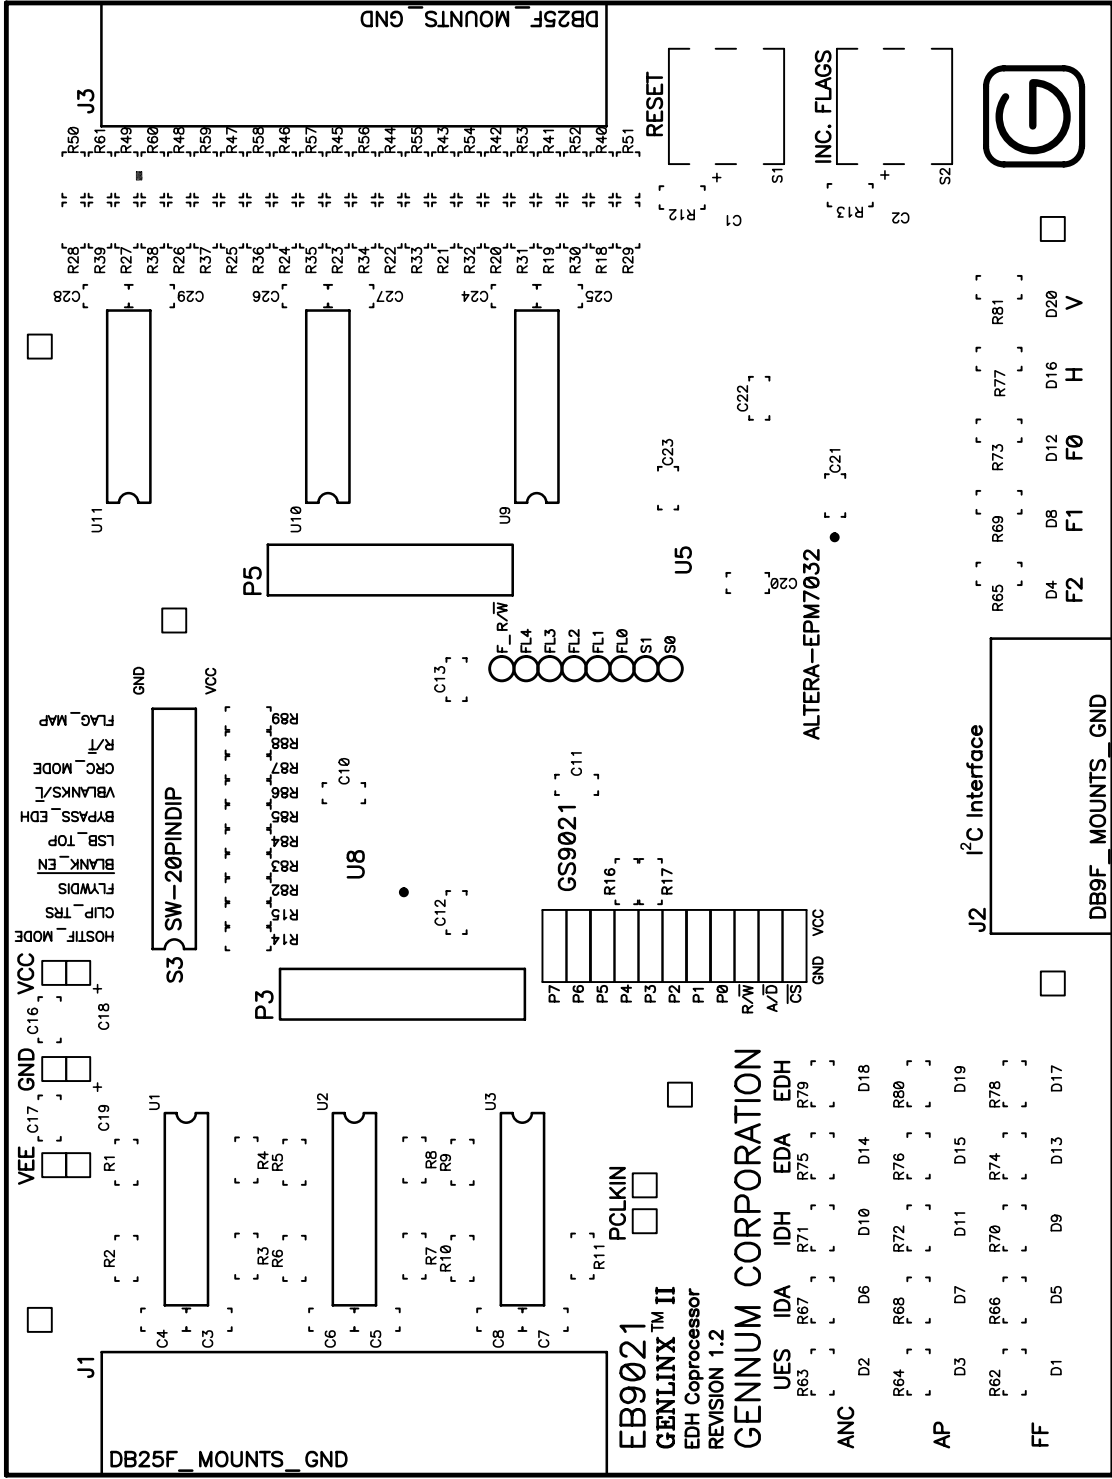 DB25F_MOUNTS_GND
J3
R50
R61
R49
R60
R48
R59
R47
R58
R46
R57
R45
R56
R44
R55
R43
R54
R42
R53
R41
R52
R40
R51
R28
R39
R27
R38
R26
R37
R25
R36
R24
R35
R23
R34
R22
R33
R21
R32
R20
R31
R19
R30
R18
R29
RESET
INC. FLAGS
R12
+
C1
S1
R13
+
C2
S2
G
C28
C29
C26
C27
C24
C25
U11
U10
U9
P5
C23
C22
C21
C20
U5
ALTERA-EPM7032
R81
D20
V
R77
D16
H
R73
D12
F0
R69
D8
F1
R65
D4
F2
F_R/W̅
FL4
FL3
FL2
FL1
FL0
S1
S0
C13
GND
VCC
FLAG_MAP
R/T̅
CRC_MODE
VBLANKS/L̅
BYPASS_EDH
LSB_TOP
B̅L̅A̅N̅K̅_̅E̅N̅
FLYWDIS
CLIP_TRS
HOSTIF_MODE
SW-20PINDIP
S3
R89
R88
R87
R86
R85
R84
R83
R82
R15
R14
C10
U8
C12
C11
GS9021
R16
R17
P3
P7
P6
P5
P4
P3
P2
P1
P0
R/W̅
A/D̅
C̅S̅
VCC
GND
I²C Interface
J2
DB9F_MOUNTS_GND
VCC
C16
C18
+
GND
C17
C19
+
VEE
U1
U2
U3
R1
R4
R5
R8
R9
R2
R3
R6
R7
R10
R11
C4
C3
C6
C5
C8
C7
PCLKIN
J1
DB25F_MOUNTS_GND
EB9021
GENLINX™ II
EDH Coprocessor
REVISION 1.2
GENNUM CORPORATION
UES IDA IDH EDA EDH
R63 R67 R71 R75 R79
ANC
D2 D6 D10 D14 D18
R64 R68 R72 R76 R80
AP
D3 D7 D11 D15 D19
R62 R66 R70 R74 R78
FF
D1 D5 D9 D13 D17